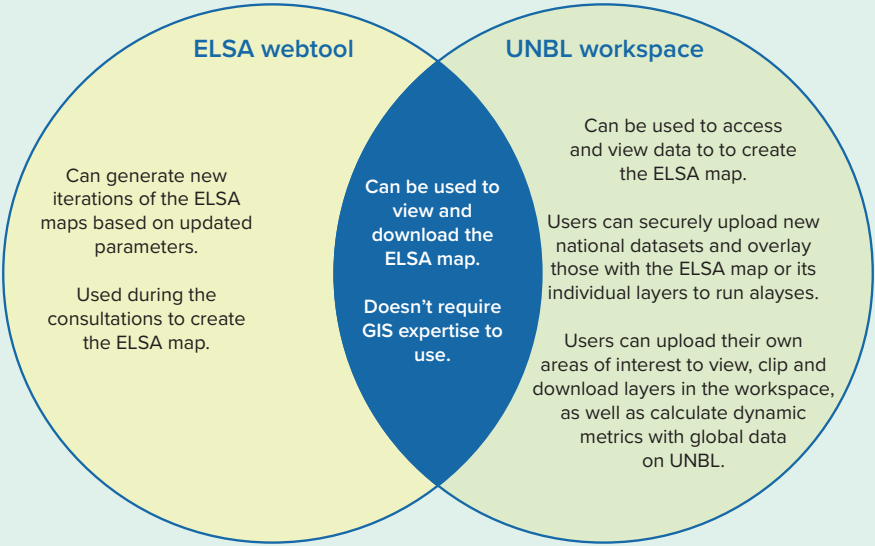 ELSA webtool
Can generate new
iterations of the ELSA
maps based on updated
parameters.
Used during the
consultations to create
the ELSA map.
Can be used to
view and
download the
ELSA map.
Doesn't require
GIS expertise to
use.
UNBL workspace
Can be used to access
and view data to to create
the ELSA map.
Users can securely upload new
national datasets and overlay
those with the ELSA map or its
individual layers to run alayses.
Users can upload their own
areas of interest to view, clip and
download layers in the workspace,
as well as calculate dynamic
metrics with global data
on UNBL.